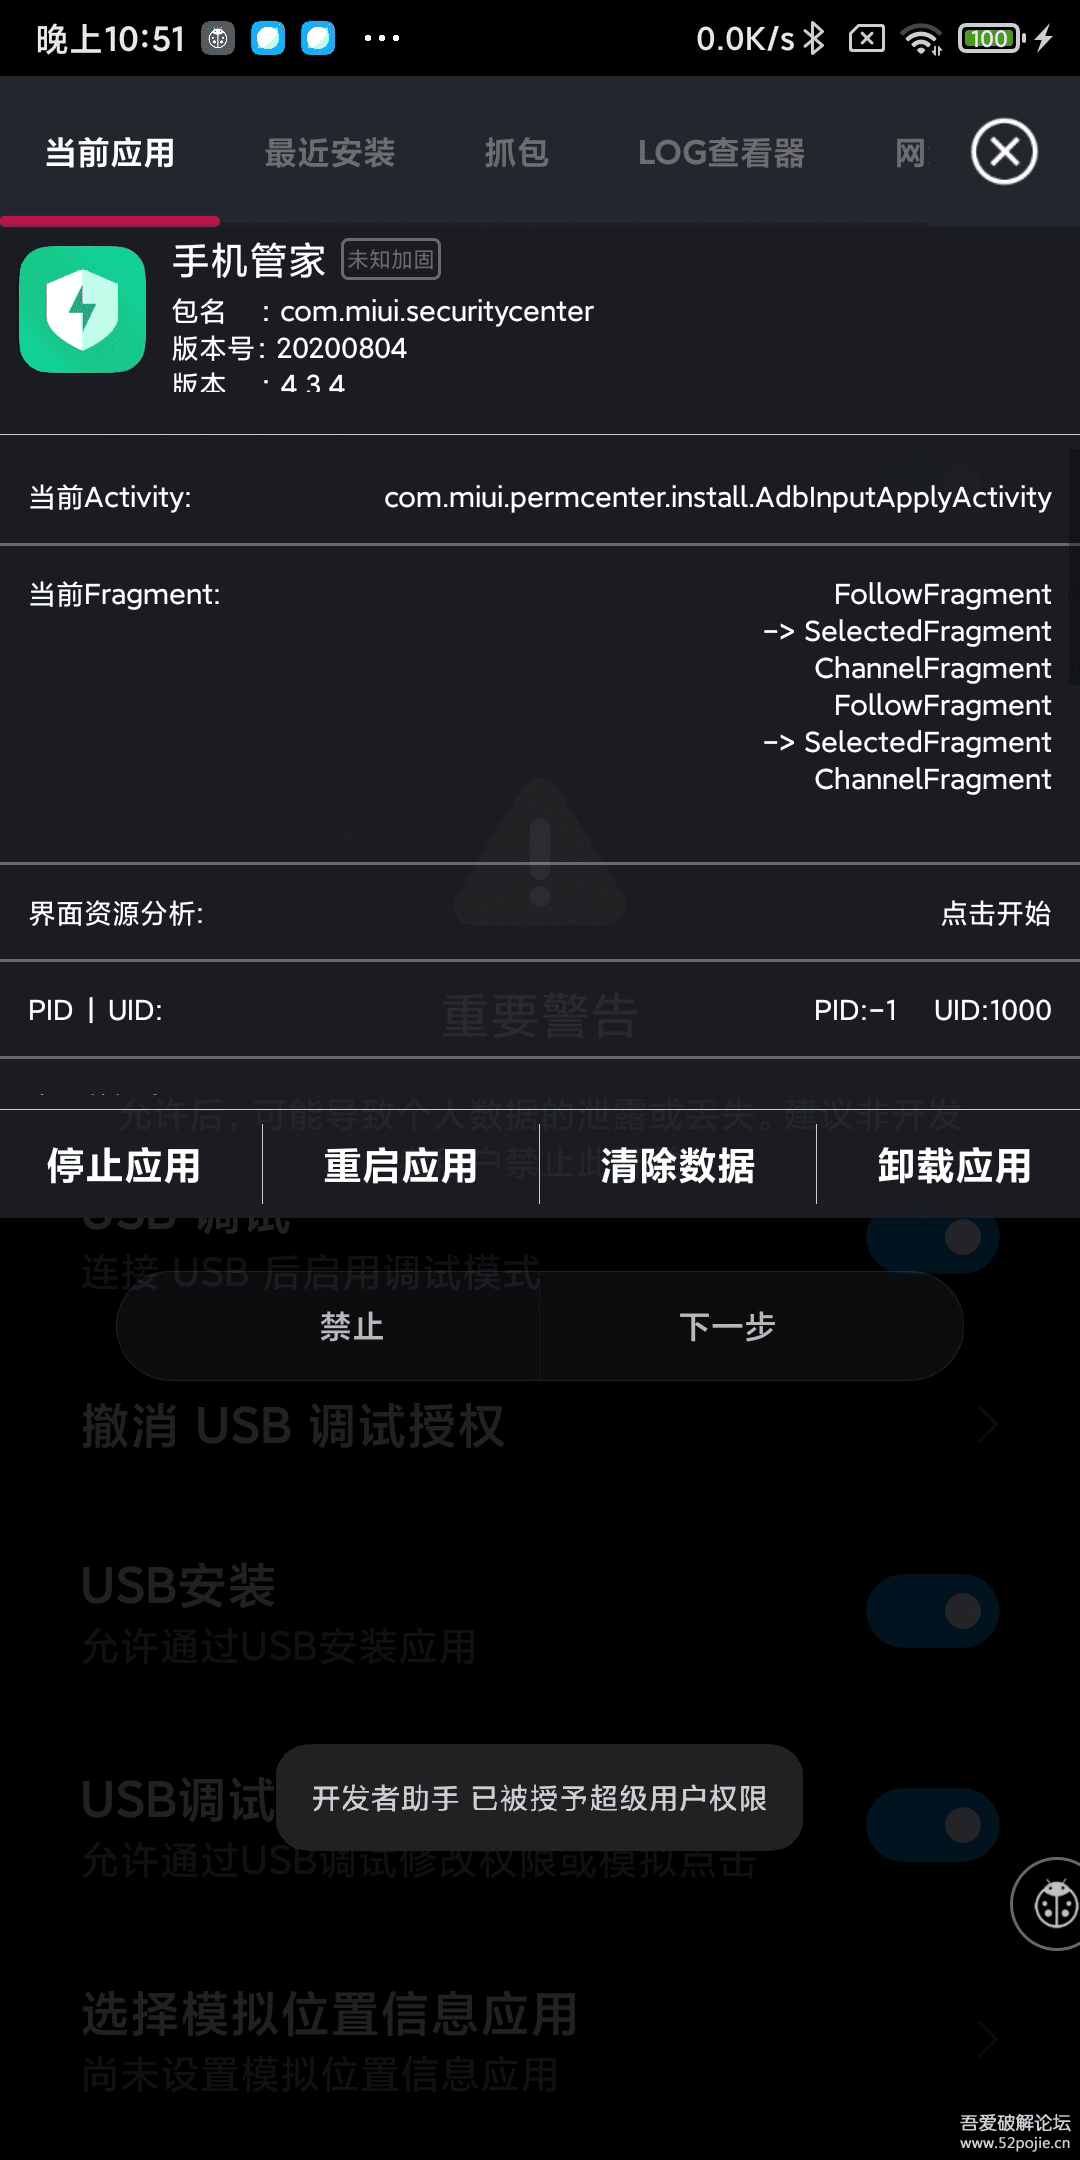 晚上10:51
0.0K/s
100
当前应用
最近安装
抓包
LOG查看器
网
手机管家
未知加固
包名 : com.miui.securitycenter
版本号: 20200804
版本 : 4.3.4
当前Activity:
com.miui.permcenter.install.AdbInputApplyActivity
当前Fragment:
FollowFragment
-> SelectedFragment
ChannelFragment
FollowFragment
-> SelectedFragment
ChannelFragment
界面资源分析:
点击开始
PID | UID:
PID:-1 UID:1000
重要警告
允许后，可能导致个人数据的泄露或丢失。建议非开发
停止应用
重启应用
清除数据
卸载应用
USB 调试
连接 USB 后启用调试模式
禁止
下一步
撤消 USB 调试授权
USB安装
允许通过USB安装应用
USB调试
开发者助手 已被授予超级用户权限
允许通过USB调试修改权限或模拟点击
选择模拟位置信息应用
尚未设置模拟位置信息应用
吾爱破解论坛
www.52pojie.cn